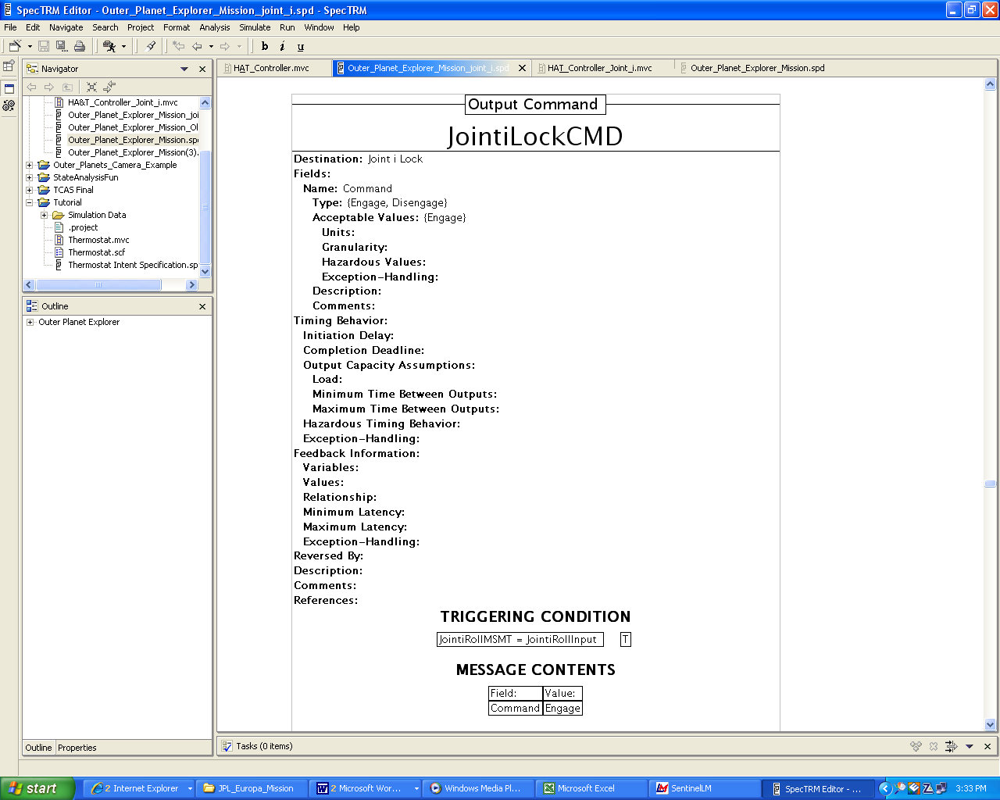 SpecTRM Editor - Outer_Planet_Explorer_Mission_joint_i.spd - SpecTRM
File Edit Navigate Search Project Format Analysis Simulate Run Window Help
b i u
Navigator
HA&T_Controller_Joint_i.mvc
Outer_Planet_Explorer_Mission_joi
Outer_Planet_Explorer_Mission_Ol
Outer_Planet_Explorer_Mission.spd
Outer_Planet_Explorer_Mission(3).
Outer_Planets_Camera_Example
StateAnalysisFun
TCAS Final
Tutorial
Simulation Data
.project
Thermostat.mvc
Thermostat.scf
Thermostat Intent Specification.sp
Outline
Outer Planet Explorer
Outline Properties
HAT_Controller.mvc Outer_Planet_Explorer_Mission_joint_i.spd HAT_Controller_Joint_i.mvc Outer_Planet_Explorer_Mission.spd
Output Command
JointiLockCMD
Destination: Joint i Lock
Fields:
Name: Command
Type: {Engage, Disengage}
Acceptable Values: {Engage}
Units:
Granularity:
Hazardous Values:
Exception-Handling:
Description:
Comments:
Timing Behavior:
Initiation Delay:
Completion Deadline:
Output Capacity Assumptions:
Load:
Minimum Time Between Outputs:
Maximum Time Between Outputs:
Hazardous Timing Behavior:
Exception-Handling:
Feedback Information:
Variables:
Values:
Relationship:
Minimum Latency:
Maximum Latency:
Exception-Handling:
Reversed By:
Description:
Comments:
References:
TRIGGERING CONDITION
JointiRollMSMT = JointiRollInput T
MESSAGE CONTENTS
Field: Value:
Command Engage
Tasks (0 items)
start 2 Internet Explorer JPL_Europa_Mission 2 Microsoft Wor... Windows Media Pl... Microsoft Excel SentinelLM SpecTRM Editor - ... 3:33 PM